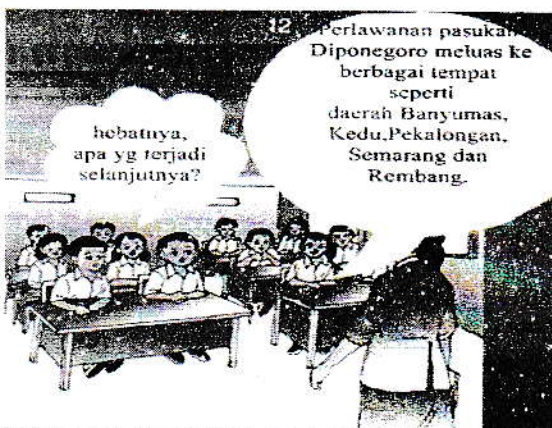 12
Perlawanan pasukan
Diponegoro meluas ke
berbagai tempat
seperti
daerah Banyumas,
Kedu,Pekalongan,
Semarang dan
Rembang.
hebatnya,
apa yg terjadi
selanjutnya?